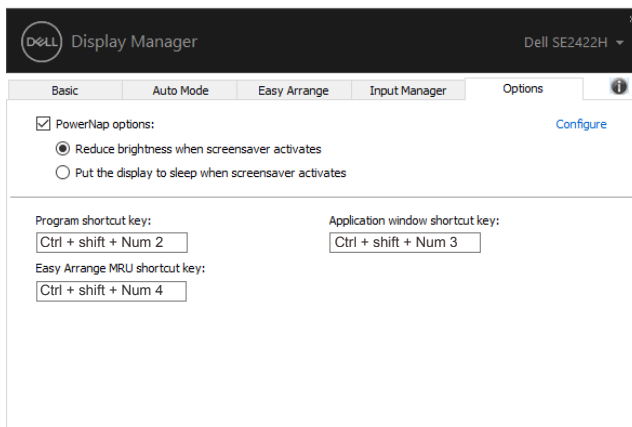 DELL Display Manager
Dell SE2422H
Basic Auto Mode Easy Arrange Input Manager Options
PowerNap options:
Configure
Reduce brightness when screensaver activates
Put the display to sleep when screensaver activates
Program shortcut key:
Application window shortcut key:
Ctrl + shift + Num 2
Ctrl + shift + Num 3
Easy Arrange MRU shortcut key:
Ctrl + shift + Num 4